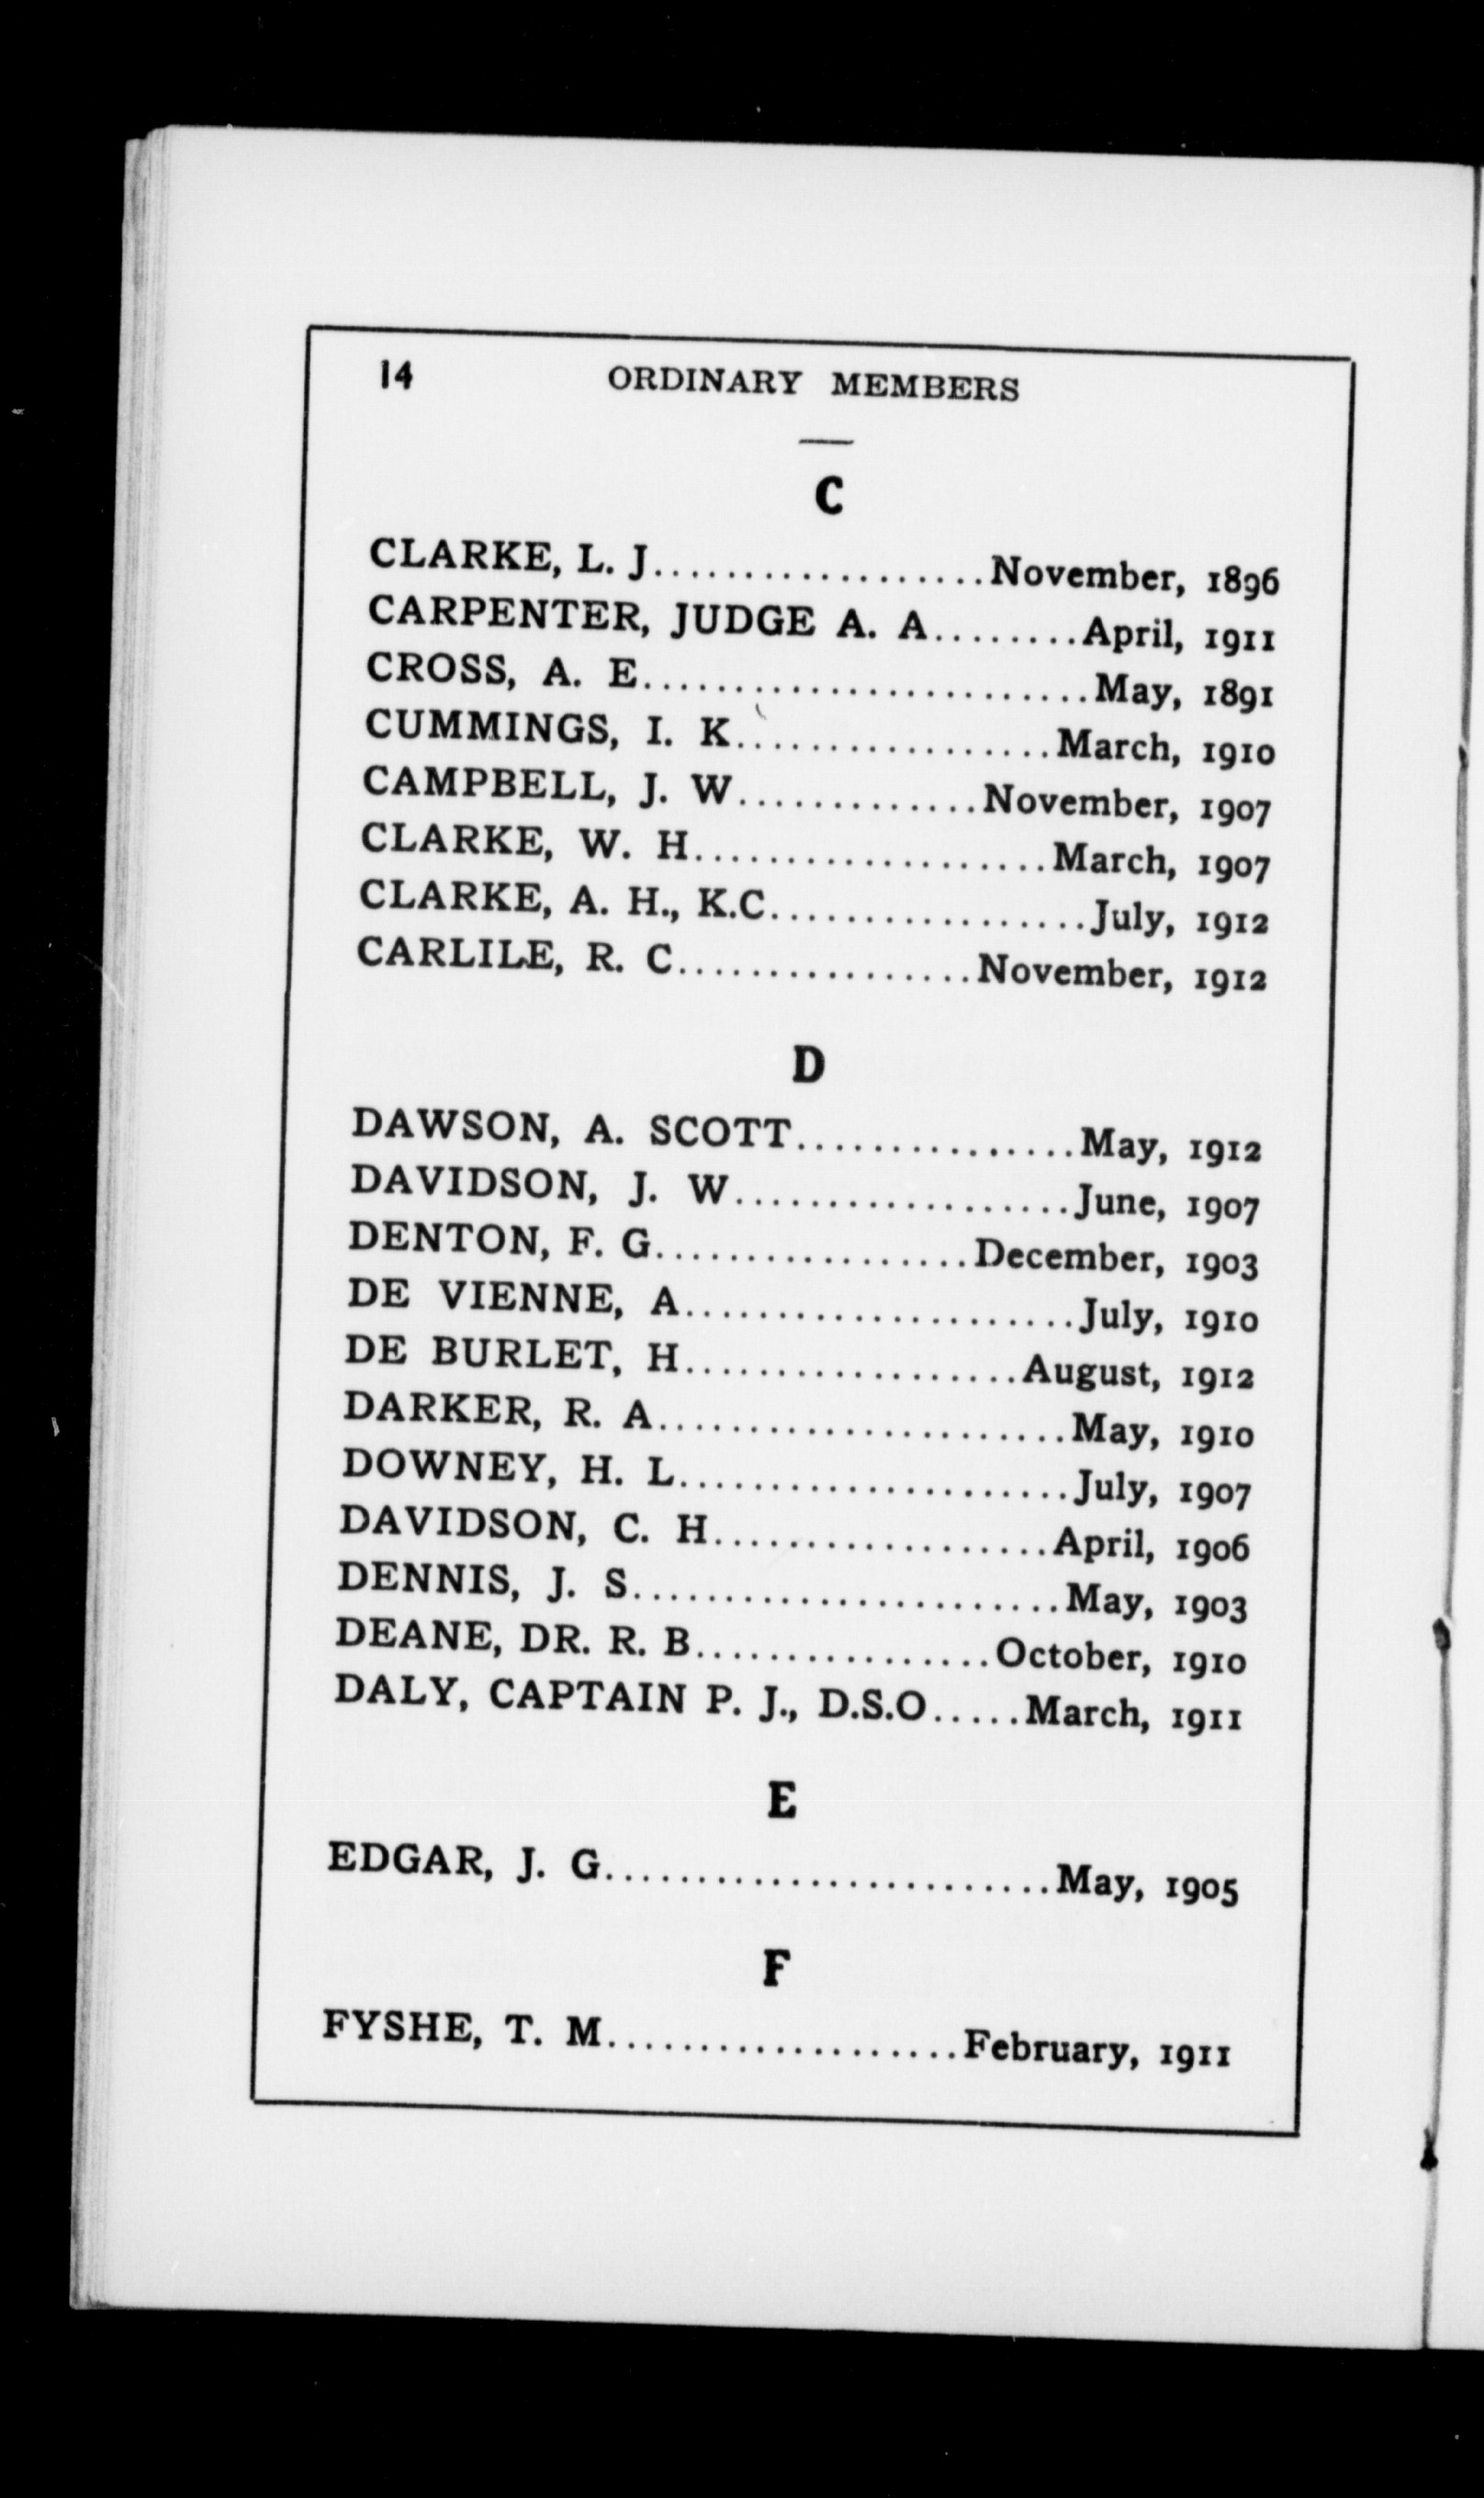 14 ORDINARY MEMBERS
C
CLARKE, L. J...................November, 1896
CARPENTER, JUDGE A. A........April, 1911
CROSS, A. E.........................May, 1891
CUMMINGS, I. K..................March, 1910
CAMPBELL, J. W.............November, 1907
CLARKE, W. H...................March, 1907
CLARKE, A. H., K.C.................July, 1912
CARLILE, R. C................November, 1912
D
DAWSON, A. SCOTT...............May, 1912
DAVIDSON, J. W..................June, 1907
DENTON, F. G.................December, 1903
DE VIENNE, A.....................July, 1910
DE BURLET, H..................August, 1912
DARKER, R. A......................May, 1910
DOWNEY, H. L.....................July, 1907
DAVIDSON, C. H..................April, 1906
DENNIS, J. S.......................May, 1903
DEANE, DR. R. B................October, 1910
DALY, CAPTAIN P. J., D.S.O.....March, 1911
E
EDGAR, J. G........................May, 1905
F
FYSHE, T. M...................February, 1911